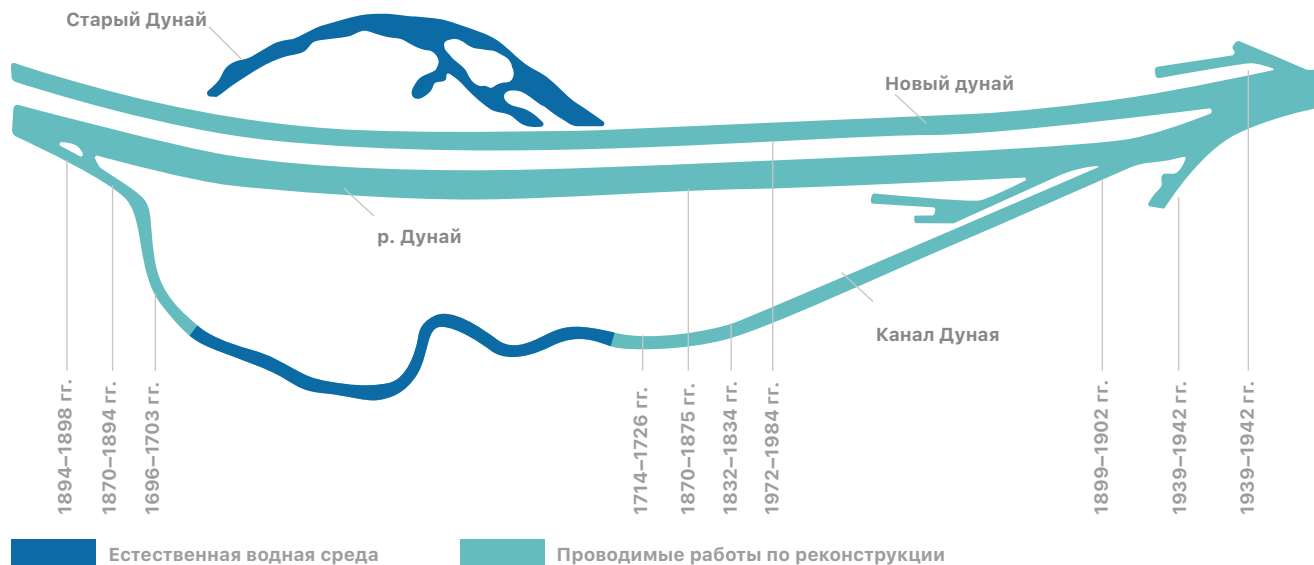 Старый Дунай
Новый дунай
р. Дунай
Канал Дуная
1894–1898 гг.
1870–1894 гг.
1696–1703 гг.
1714–1726 гг.
1870–1875 гг.
1832–1834 гг.
1972–1984 гг.
1899–1902 гг.
1939–1942 гг.
1939–1942 гг.
Естественная водная среда
Проводимые работы по реконструкции